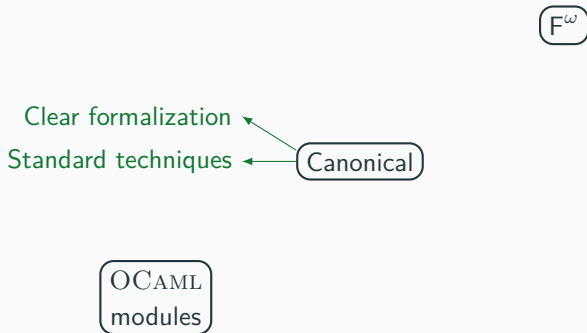 F^ω
Clear formalization
Standard techniques
Canonical
OCAML
modules